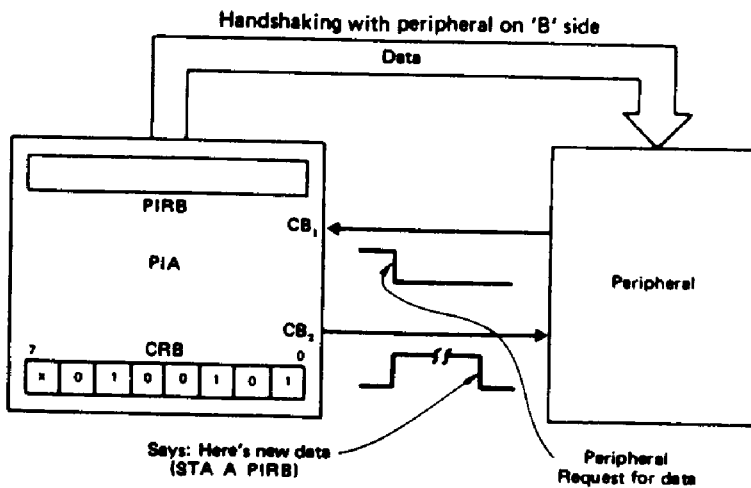 Handshaking with peripheral on 'B' side
Data
PIRB
CB₁
PIA
Peripheral
CB₂
7 CRB 0
x 0 1 0 0 1 0 1
Says: Here's new data
(STA A PIRB)
Peripheral
Request for data